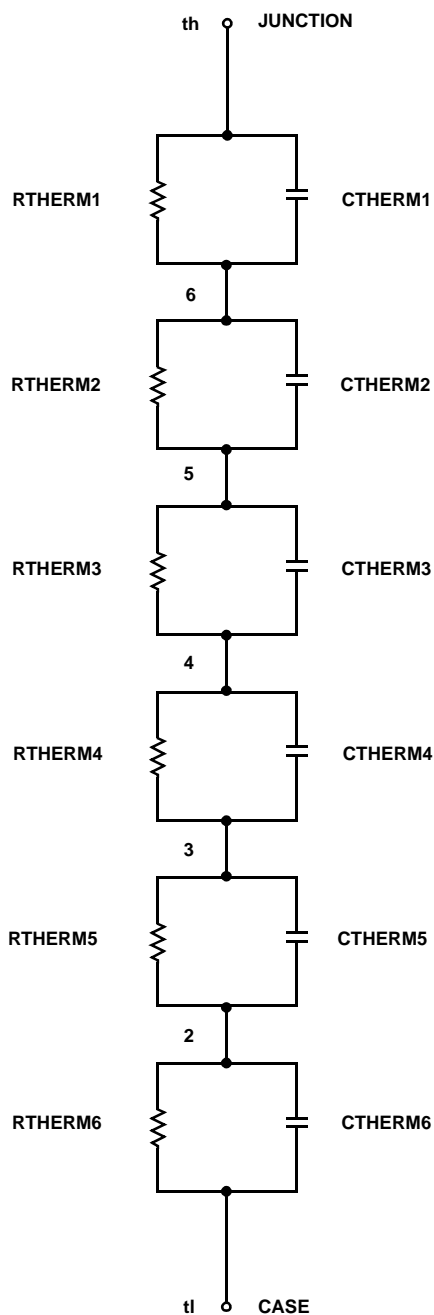 th JUNCTION
RTHERM1 CTHERM1
6
RTHERM2 CTHERM2
5
RTHERM3 CTHERM3
4
RTHERM4 CTHERM4
3
RTHERM5 CTHERM5
2
RTHERM6 CTHERM6
tl CASE